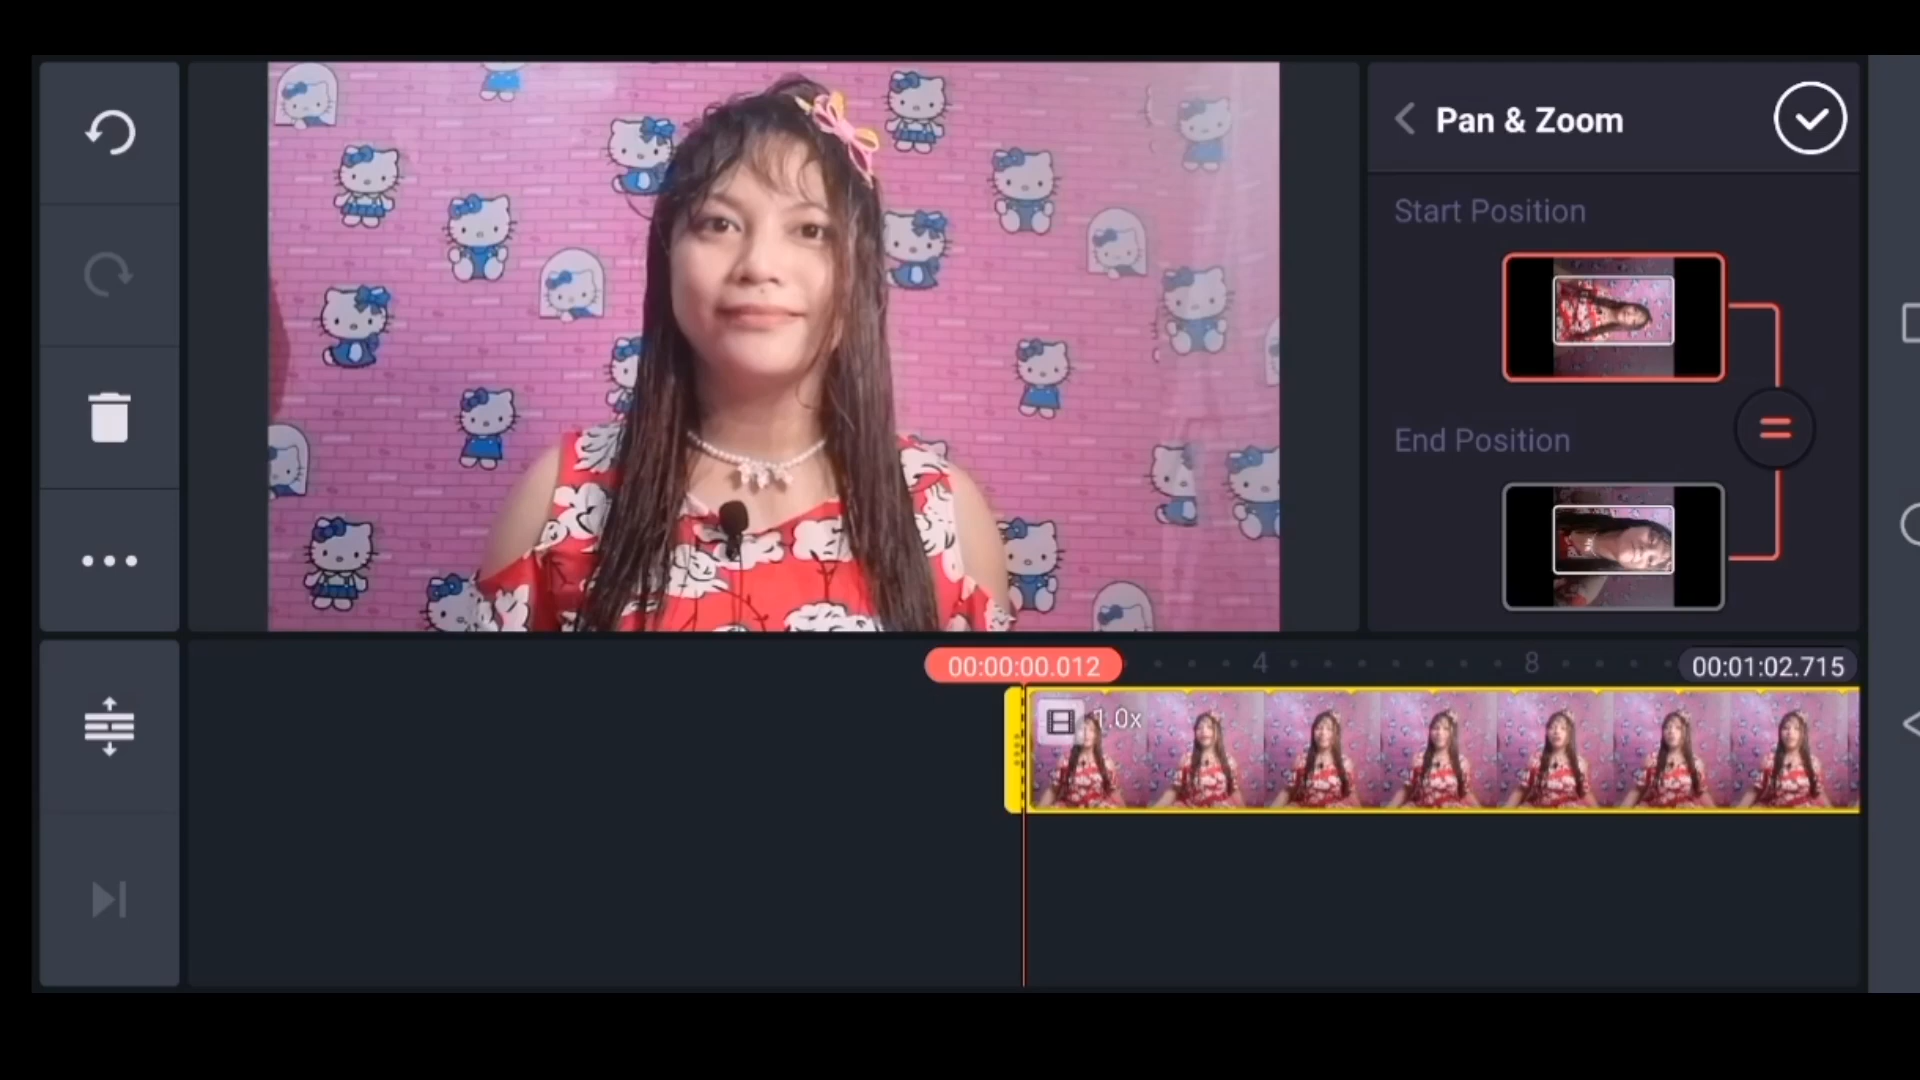 Pan & Zoom
Start Position
End Position
00:00:00.012
4
8
00:01:02.715
1.0x